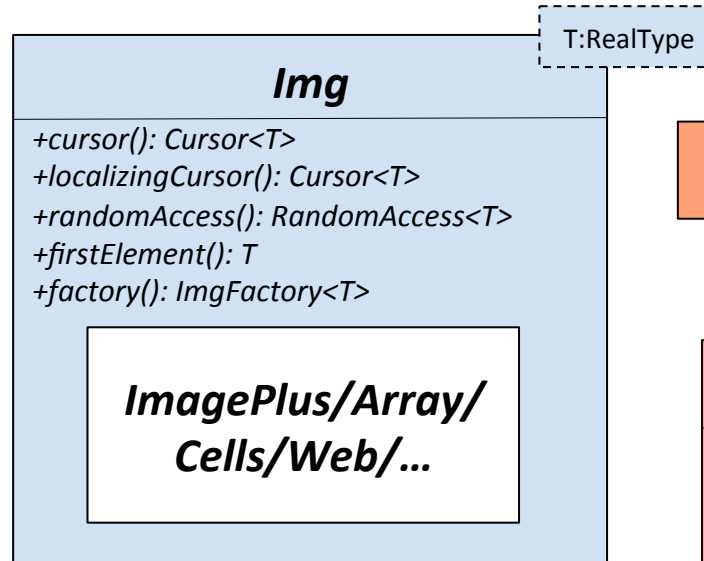 T:RealType
Img
+cursor(): Cursor<T>
+localizingCursor(): Cursor<T>
+randomAccess(): RandomAccess<T>
+firstElement(): T
+factory(): ImgFactory<T>
ImagePlus/Array/
Cells/Web/…